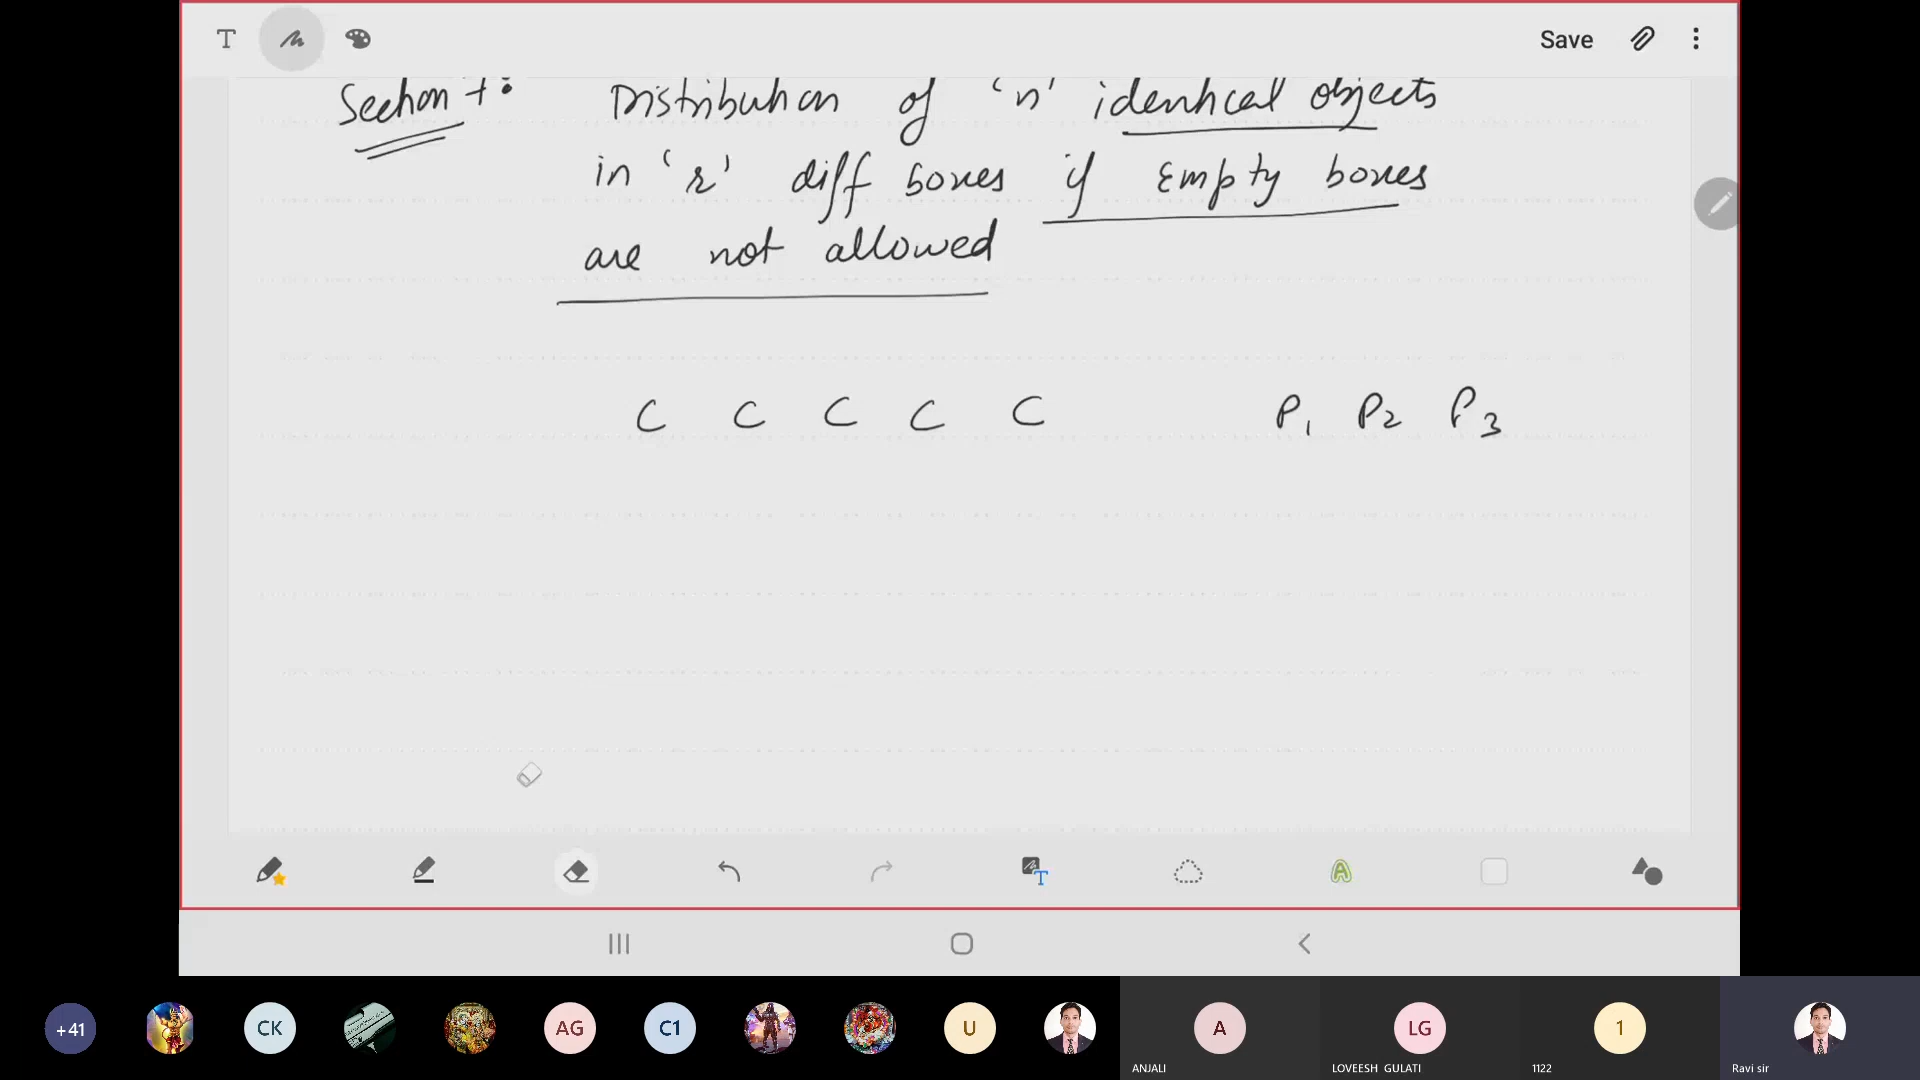 Save
Section 7: Distribution of 'n' identical objects
in 'r' diff boxes if Empty boxes
are not allowed
C C C C C P1 P2 P3
+41 CK AG C1 U A LG 1
ANJALI LOVEESH GULATI 1122 Ravi sir